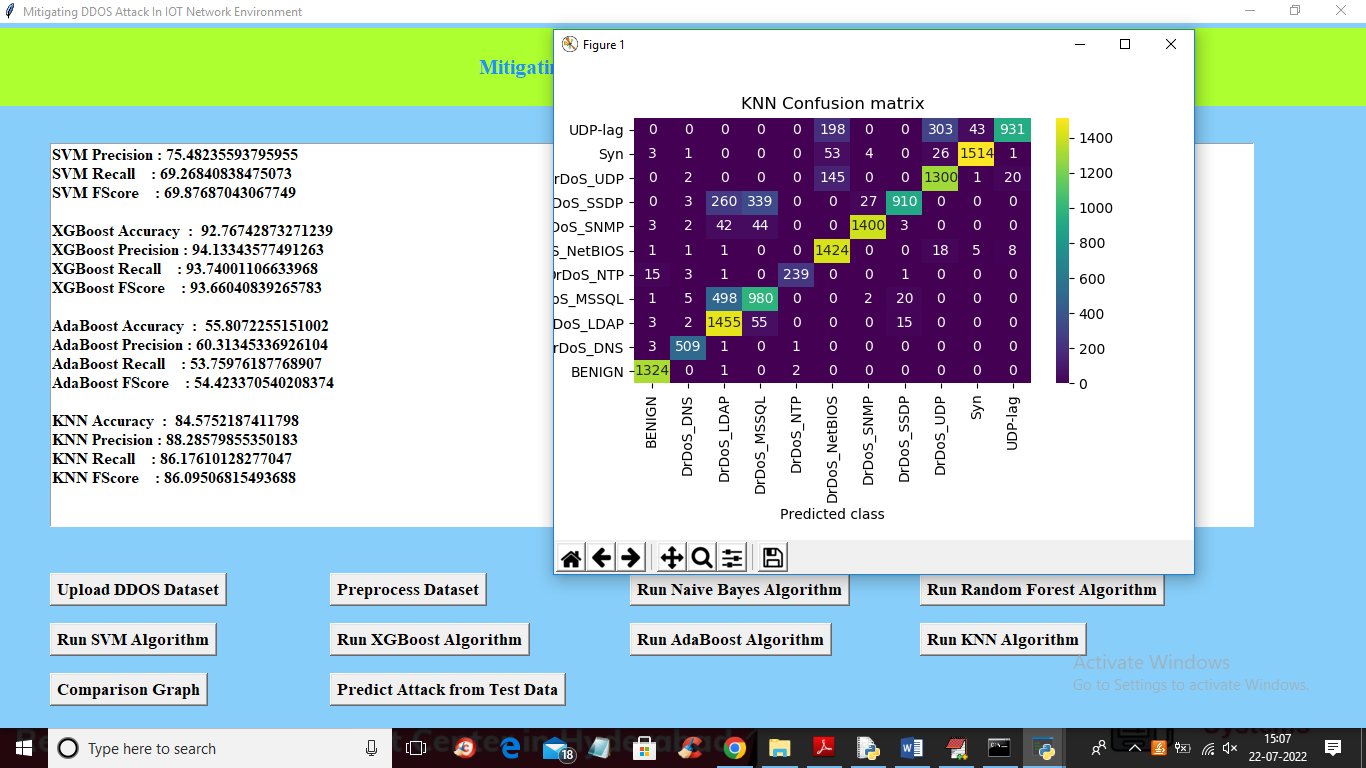 Mitigating DDOS Attack In IOT Network Environment
Mitigatin
SVM Precision : 75.48235593795955
SVM Recall : 69.26840838475073
SVM FScore : 69.87687043067749
XGBoost Accuracy : 92.76742873271239
XGBoost Precision : 94.13343577491263
XGBoost Recall : 93.74001106633968
XGBoost FScore : 93.66040839265783
AdaBoost Accuracy : 55.8072255151002
AdaBoost Precision : 60.31345336926104
AdaBoost Recall : 53.75976187768907
AdaBoost FScore : 54.423370540208374
KNN Accuracy : 84.5752187411798
KNN Precision : 88.28579855350183
KNN Recall : 86.17610128277047
KNN FScore : 86.09506815493688
Figure 1
KNN Confusion matrix
UDP-lag 0 0 0 0 0 198 0 0 303 43 931
Syn 3 1 0 0 0 53 4 0 26 1514 1
rDoS_UDP 0 2 0 0 0 145 0 0 1300 1 20
DoS_SSDP 0 3 260 339 0 0 27 910 0 0 0
DoS_SNMP 3 2 42 44 0 0 1400 3 0 0 0
S_NetBIOS 1 1 1 0 0 1424 0 0 18 5 8
DrDoS_NTP 15 3 1 0 239 0 0 1 0 0 0
oS_MSSQL 1 5 498 980 0 0 2 20 0 0 0
DoS_LDAP 3 2 1455 55 0 0 0 15 0 0 0
rDoS_DNS 3 509 1 0 1 0 0 0 0 0 0
BENIGN 1324 0 1 0 2 0 0 0 0 0 0
BENIGN DrDoS_DNS DrDoS_LDAP DrDoS_MSSQL DrDoS_NTP DrDoS_NetBIOS DrDoS_SNMP DrDoS_SSDP DrDoS_UDP Syn UDP-lag
Predicted class
1400
1200
1000
800
600
400
200
0
Upload DDOS Dataset
Preprocess Dataset
Run Naive Bayes Algorithm
Run Random Forest Algorithm
Run SVM Algorithm
Run XGBoost Algorithm
Run AdaBoost Algorithm
Run KNN Algorithm
Comparison Graph
Predict Attack from Test Data
Activate Windows
Go to Settings to activate Windows.
Type here to search
18
15:07
22-07-2022